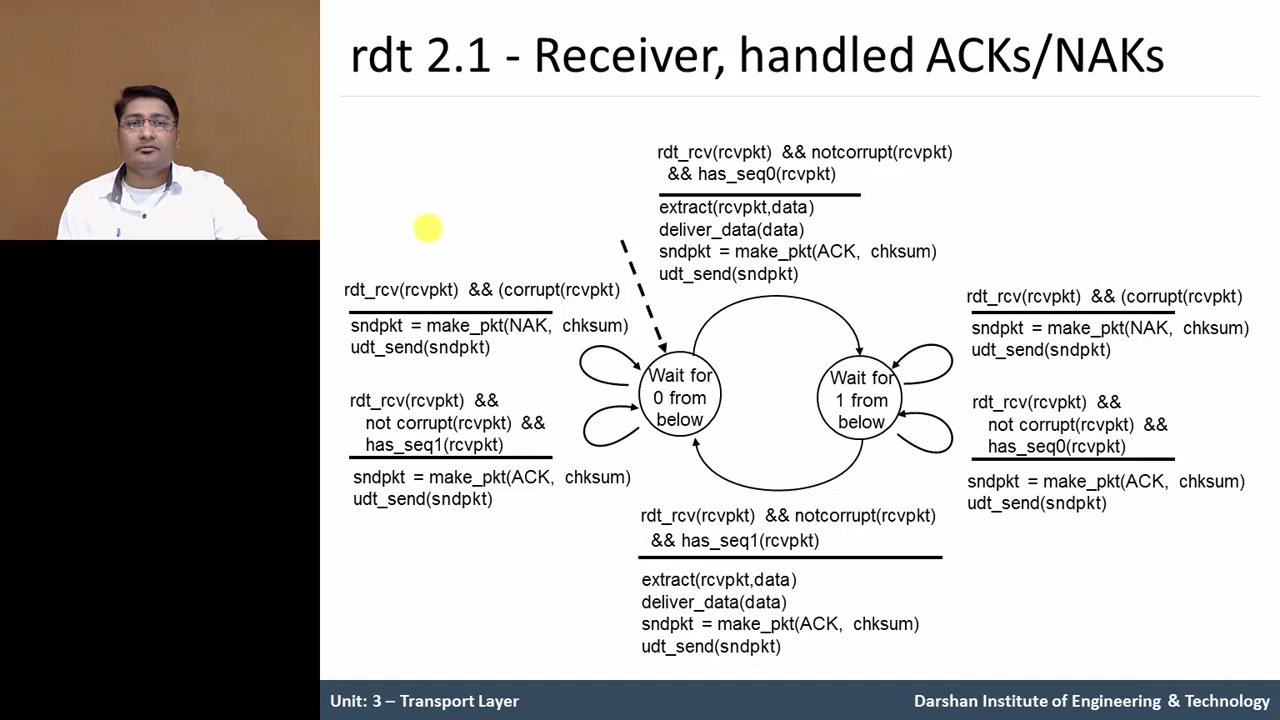 rdt 2.1 - Receiver, handled ACKs/NAKs
rdt_rcv(rcvpkt) && notcorrupt(rcvpkt)
&& has_seq0(rcvpkt)
extract(rcvpkt,data)
deliver_data(data)
sndpkt = make_pkt(ACK, chksum)
udt_send(sndpkt)
rdt_rcv(rcvpkt) && (corrupt(rcvpkt)
sndpkt = make_pkt(NAK, chksum)
udt_send(sndpkt)
rdt_rcv(rcvpkt) &&
not corrupt(rcvpkt) &&
has_seq1(rcvpkt)
sndpkt = make_pkt(ACK, chksum)
udt_send(sndpkt)
Wait for
0 from
below
Wait for
1 from
below
rdt_rcv(rcvpkt) && (corrupt(rcvpkt)
sndpkt = make_pkt(NAK, chksum)
udt_send(sndpkt)
rdt_rcv(rcvpkt) &&
not corrupt(rcvpkt) &&
has_seq0(rcvpkt)
sndpkt = make_pkt(ACK, chksum)
udt_send(sndpkt)
rdt_rcv(rcvpkt) && notcorrupt(rcvpkt)
&& has_seq1(rcvpkt)
extract(rcvpkt,data)
deliver_data(data)
sndpkt = make_pkt(ACK, chksum)
udt_send(sndpkt)
Unit: 3 – Transport Layer
Darshan Institute of Engineering & Technology